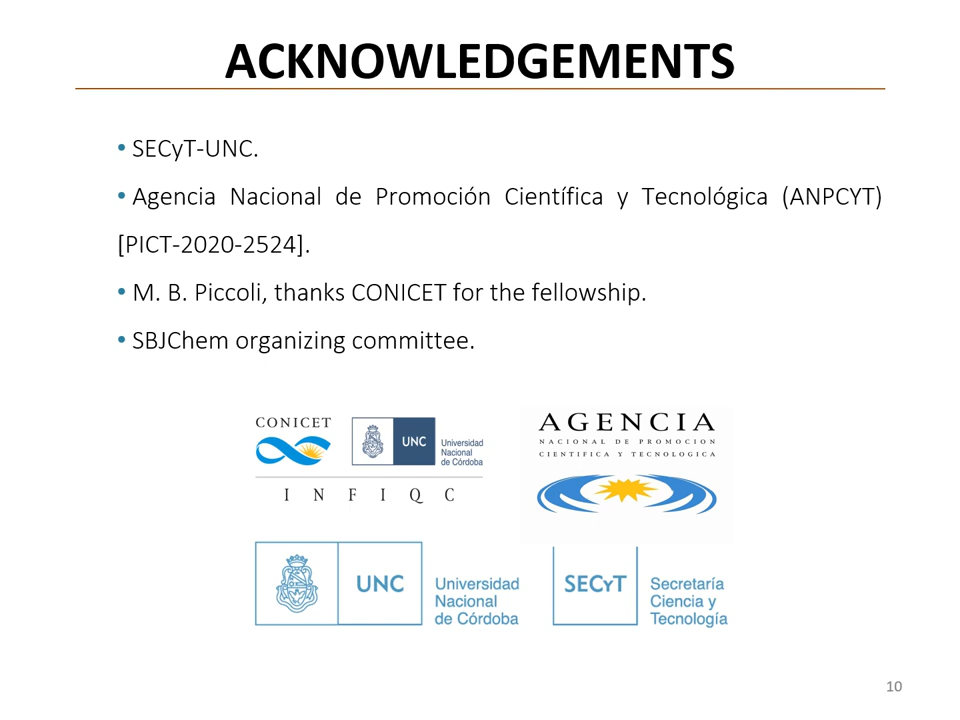 ACKNOWLEDGEMENTS
• SECyT-UNC.
• Agencia Nacional de Promoción Científica y Tecnológica (ANPCYT)
[PICT-2020-2524].
• M. B. Piccoli, thanks CONICET for the fellowship.
• SBJChem organizing committee.
CONICET
UNC
Universidad
Nacional
de Córdoba
I N F I Q C
AGENCIA
NACIONAL DE PROMOCION
CIENTIFICA Y TECNOLOGICA
UNC
Universidad
Nacional
de Córdoba
SECyT
Secretaría
Ciencia y
Tecnología
10